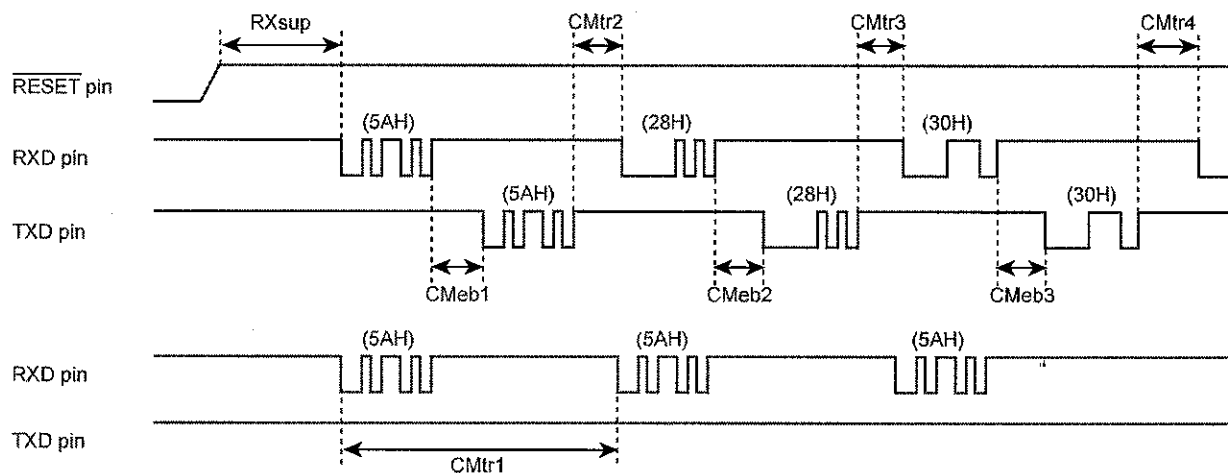 RXsup CMtr2 CMtr3 CMtr4
RESET pin
(5AH) (28H) (30H)
RXD pin
(5AH) (28H) (30H)
TXD pin
CMeb1 CMeb2 CMeb3
(5AH) (5AH) (5AH)
RXD pin
TXD pin
CMtr1